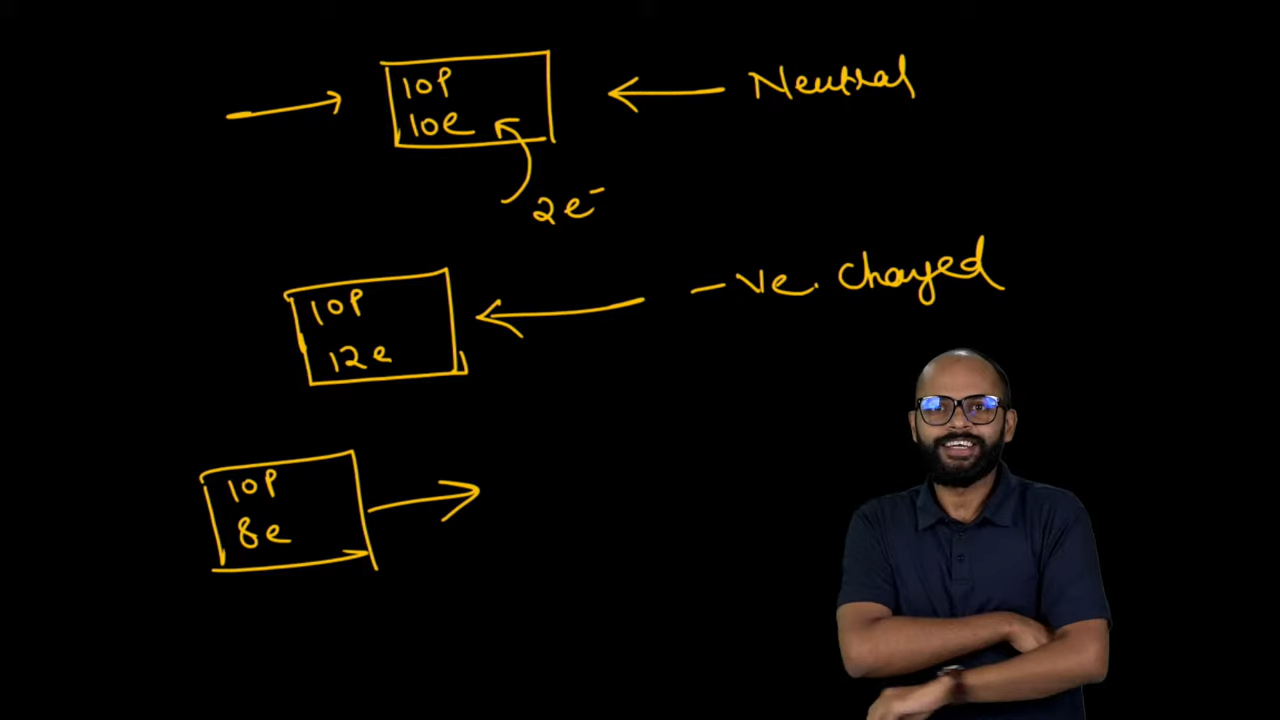 10P
10e
Neutral
2e⁻
10P
12e
-ve. Charged
10P
8e